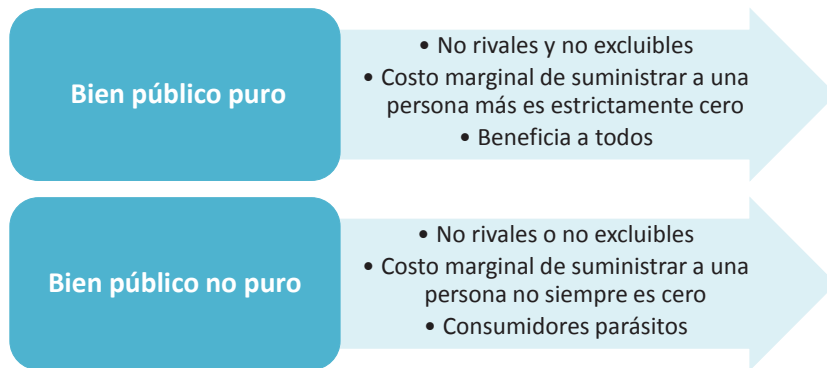 Bien público puro
• No rivales y no excluibles
• Costo marginal de suministrar a una
persona más es estrictamente cero
• Beneficia a todos
Bien público no puro
• No rivales o no excluibles
• Costo marginal de suministrar a una
persona no siempre es cero
• Consumidores parásitos